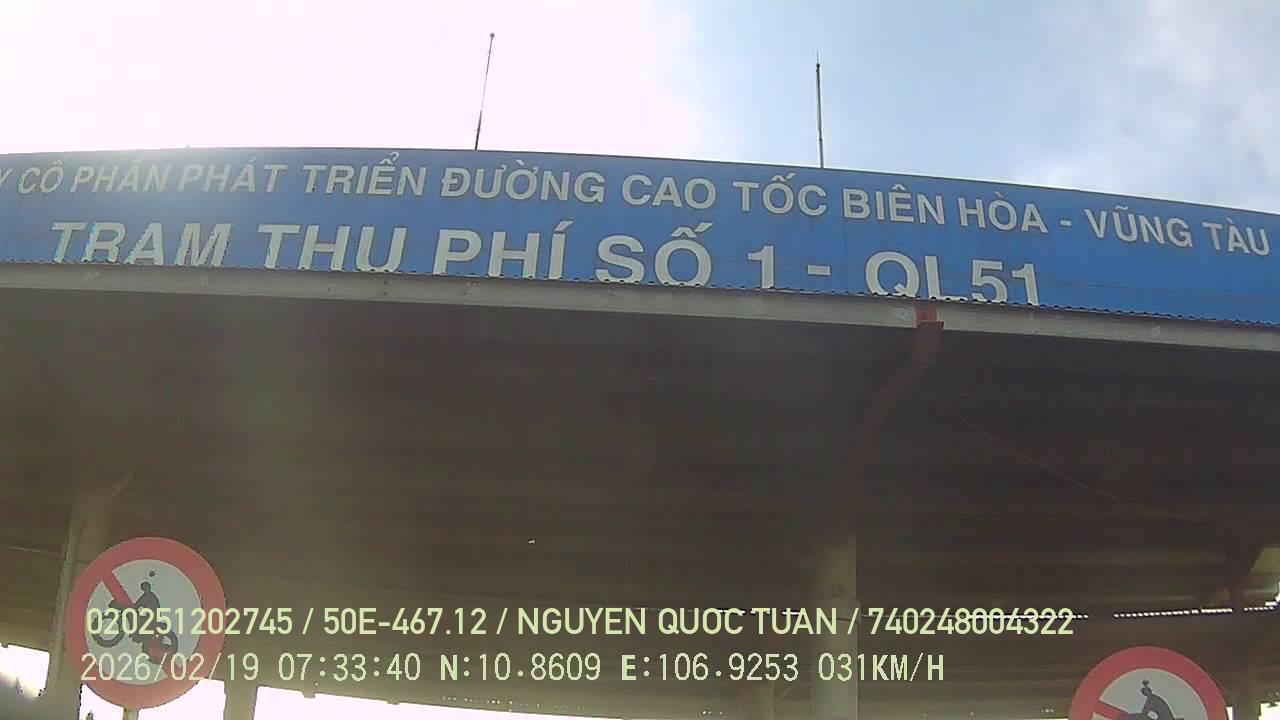 Y CỔ PHẦN PHÁT TRIỂN ĐƯỜNG CAO TỐC BIÊN HÒA - VŨNG TÀU
TRẠM THU PHÍ SỐ 1 - QL51
020251202745 / 50E-467.12 / NGUYEN QUOC TUAN / 740248004322
2026/02/19 07:33:40 N:10.8609 E:106.9253 031KM/H